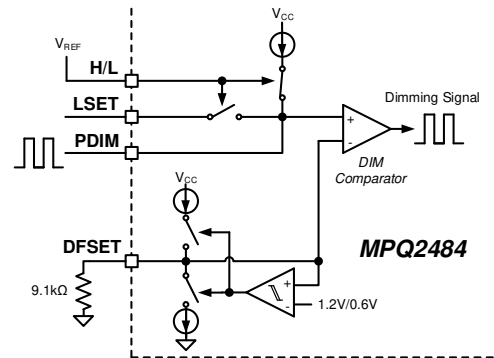 VCC
VREF
H/L
LSET
PDIM
+
-
DIM
Comparator
Dimming Signal
VCC
DFSET
MPQ2484
9.1kΩ
+
-
1.2V/0.6V